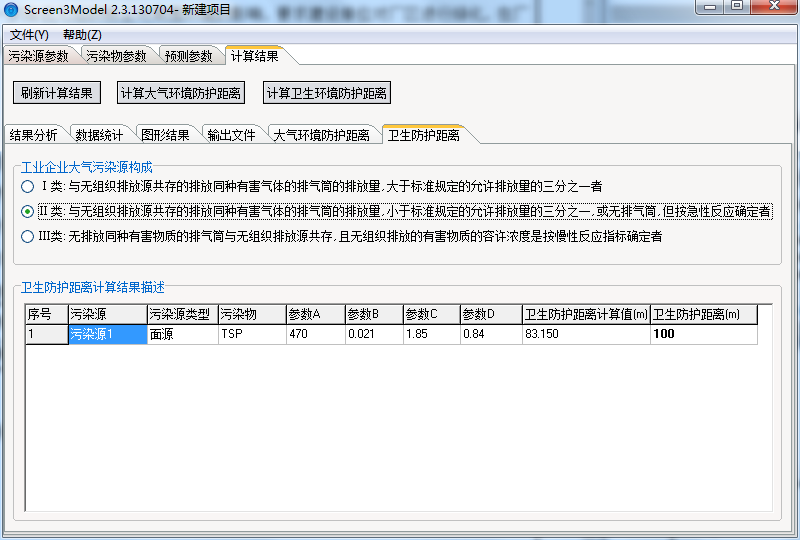 Screen3Model 2.3.130704- 新建项目
文件(Y) 帮助(Z)
污染源参数 污染物参数 预测参数 计算结果
刷新计算结果 计算大气环境防护距离 计算卫生环境防护距离
结果分析 数据统计 图形结果 输出文件 大气环境防护距离 卫生防护距离
工业企业大气污染源构成
I 类: 与无组织排放源共存的排放同种有害气体的排气筒的排放量, 大于标准规定的允许排放量的三分之一者
II 类: 与无组织排放源共存的排放同种有害气体的排气筒的排放量, 小于标准规定的允许排放量的三分之一, 或无排气筒, 但按急性反应确定者
III类: 无排放同种有害物质的排气筒与无组织排放源共存, 且无组织排放的有害物质的容许浓度是按慢性反应指标确定者
卫生防护距离计算结果描述
序号 污染源 污染源类型 污染物 参数A 参数B 参数C 参数D 卫生防护距离计算值(m) 卫生防护距离(m)
1 污染源1 面源 TSP 470 0.021 1.85 0.84 83.150 100